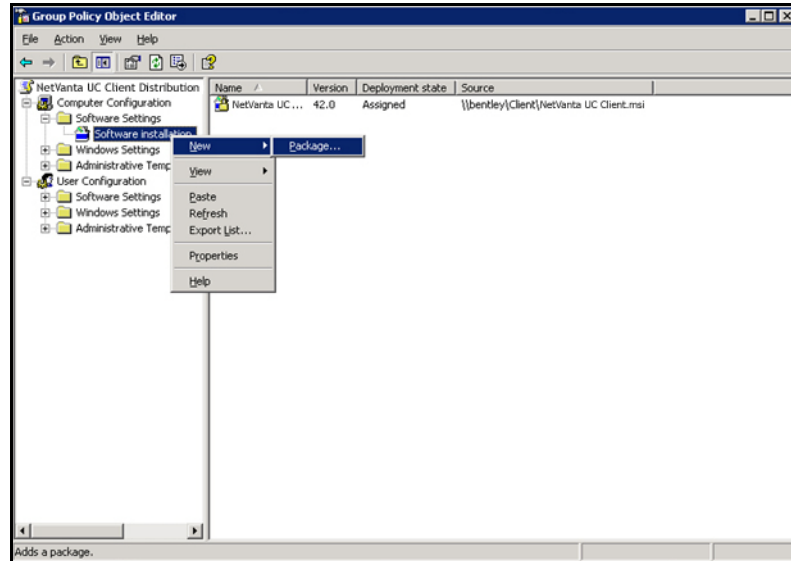 Group Policy Object Editor
File Action View Help
NetVanta UC Client Distribution
Computer Configuration
Software Settings
Software installation
Windows Settings
Administrative Temp
User Configuration
Software Settings
Windows Settings
Administrative Temp
Name Version Deployment state Source
NetVanta UC ... 42.0 Assigned \\bentley\Client\NetVanta UC Client.msi
New
Package...
View
Paste
Refresh
Export List...
Properties
Help
Adds a package.